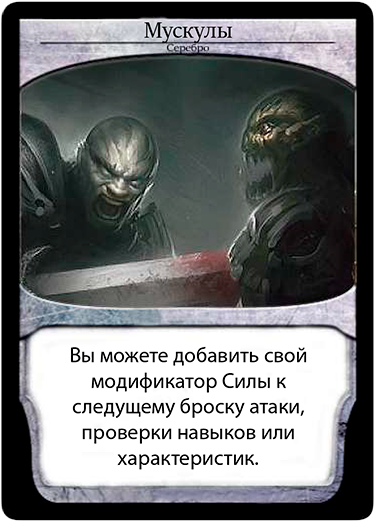 Мускулы
Серебро
Вы можете добавить свой
модификатор Силы к
следущему броску атаки,
проверки навыков или
характеристик.